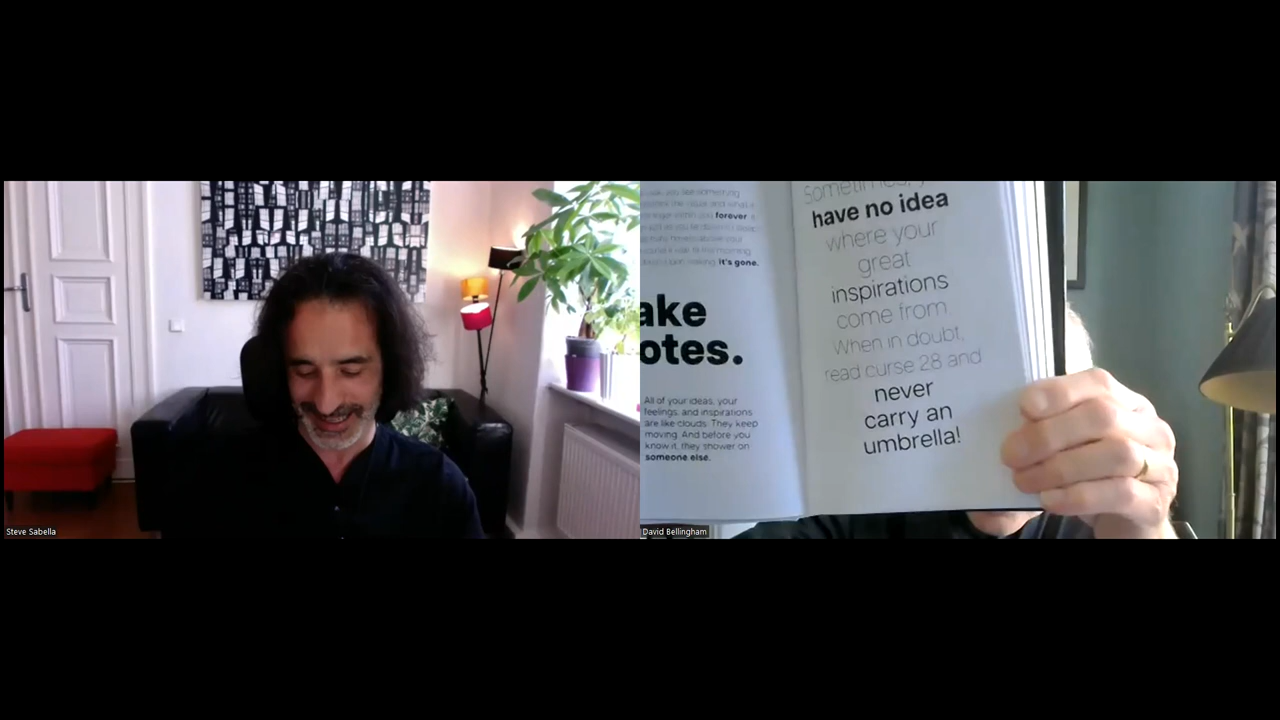 forever
it's gone.
ake
otes.
All of your ideas, your
feelings, and inspirations
are like clouds. They keep
moving. And before you
know it, they shower on
someone else.
Sometimes, y
have no idea
where your
great
inspirations
come from.
When in doubt,
read curse 28 and
never
carry an
umbrella!
Steve Sabella
David Bellingham